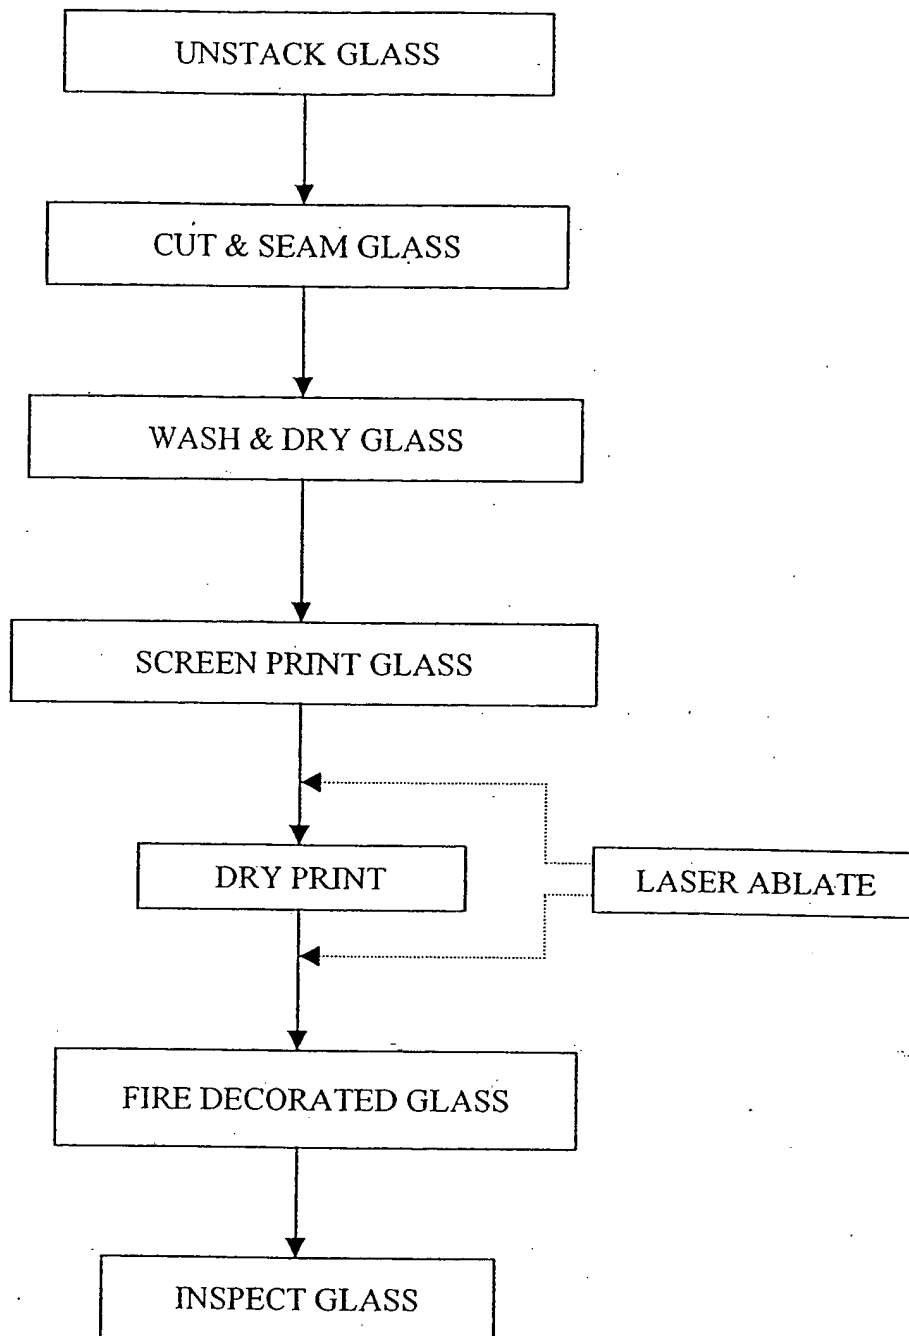 UNSTACK GLASS
CUT & SEAM GLASS
WASH & DRY GLASS
SCREEN PRINT GLASS
DRY PRINT
LASER ABLATE
FIRE DECORATED GLASS
INSPECT GLASS